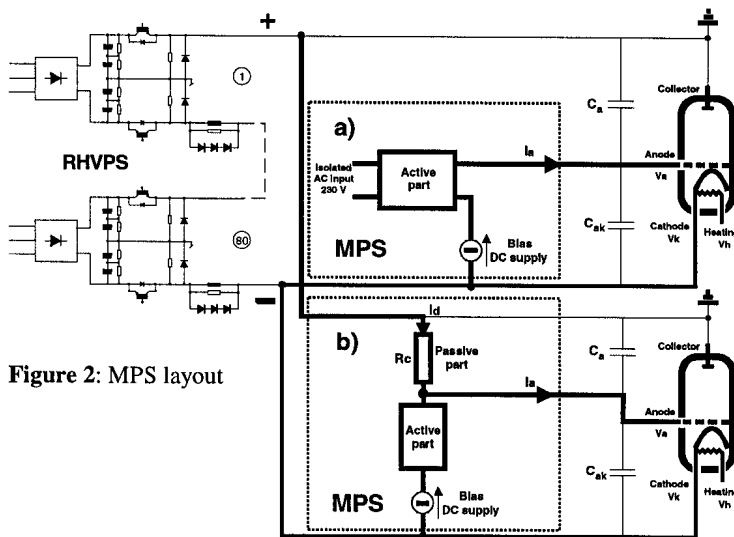 +
1
RHVPS
80
−
a)
Isolated
AC input
230 V
Active
part
Ia
MPS
Bias
DC supply
Ca
Cak
Collector
Anode
Va
Cathode
Vk
Heating
Vh
b)
Id
Rc
Passive
part
Ia
Active
part
MPS
Bias
DC supply
Ca
Cak
Collector
Anode
Va
Cathode
Vk
Heatin
Vh
Figure 2: MPS layout